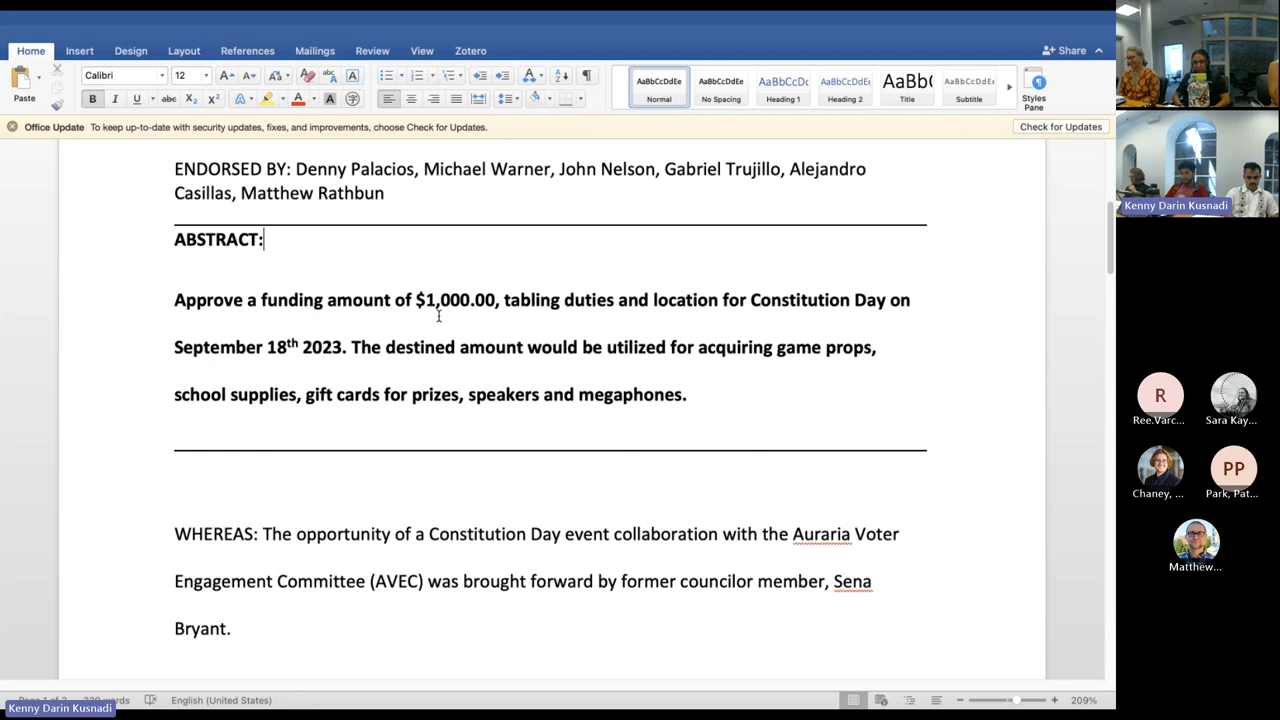 Home Insert Design Layout References Mailings Review View Zotero Share
Calibri 12
Paste
AaBbCcDdEe AaBbCcDdEe AaBbCcDc AaBbCcDdEe AaBb( AaBbCcDdEe
Normal No Spacing Heading 1 Heading 2 Title Subtitle
Styles
Pane
Office Update To keep up-to-date with security updates, fixes, and improvements, choose Check for Updates. Check for Updates
ENDORSED BY: Denny Palacios, Michael Warner, John Nelson, Gabriel Trujillo, Alejandro
Casillas, Matthew Rathbun
ABSTRACT:
Approve a funding amount of $1,000.00, tabling duties and location for Constitution Day on
September 18th 2023. The destined amount would be utilized for acquiring game props,
school supplies, gift cards for prizes, speakers and megaphones.
WHEREAS: The opportunity of a Constitution Day event collaboration with the Auraria Voter
Engagement Committee (AVEC) was brought forward by former councilor member, Sena
Bryant.
English (United States)
209%
Kenny Darin Kusnadi
Kenny Darin Kusnadi
R
Ree.Varc... Sara Kay...
PP
Chaney, ... Park, Pat...
Matthew...